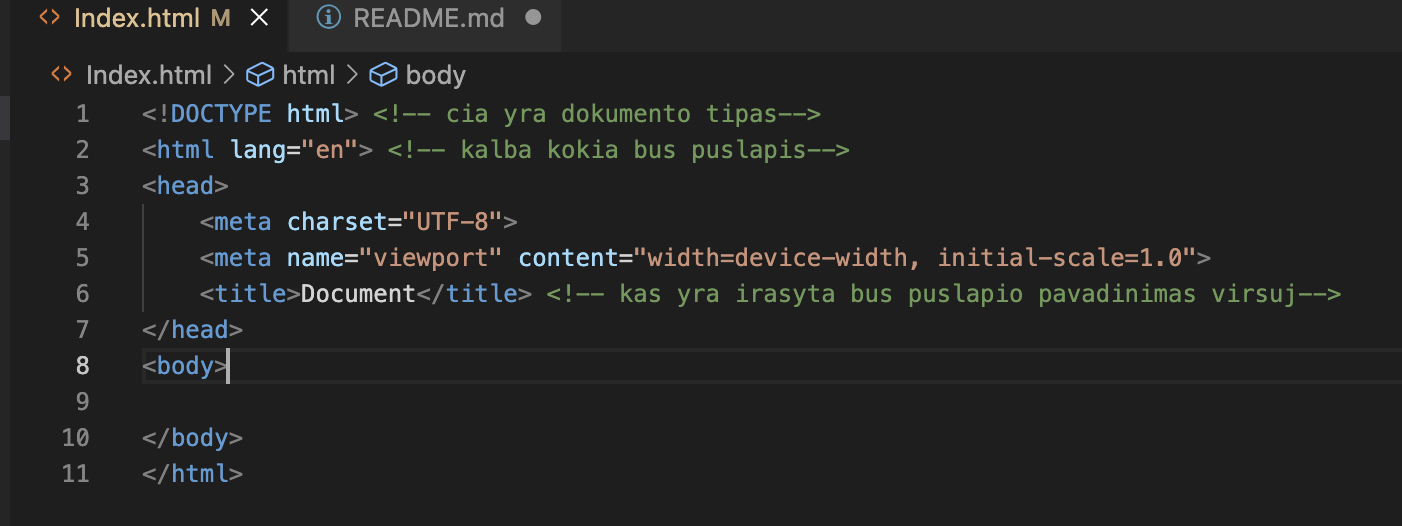 Index.html M README.md
Index.html > html > body
1 <!DOCTYPE html> <!-- cia yra dokumento tipas-->
2 <html lang="en"> <!-- kalba kokia bus puslapis-->
3 <head>
4 <meta charset="UTF-8">
5 <meta name="viewport" content="width=device-width, initial-scale=1.0">
6 <title>Document</title> <!-- kas yra irasyta bus puslapio pavadinimas virsuj-->
7 </head>
8 <body>
9
10 </body>
11 </html>